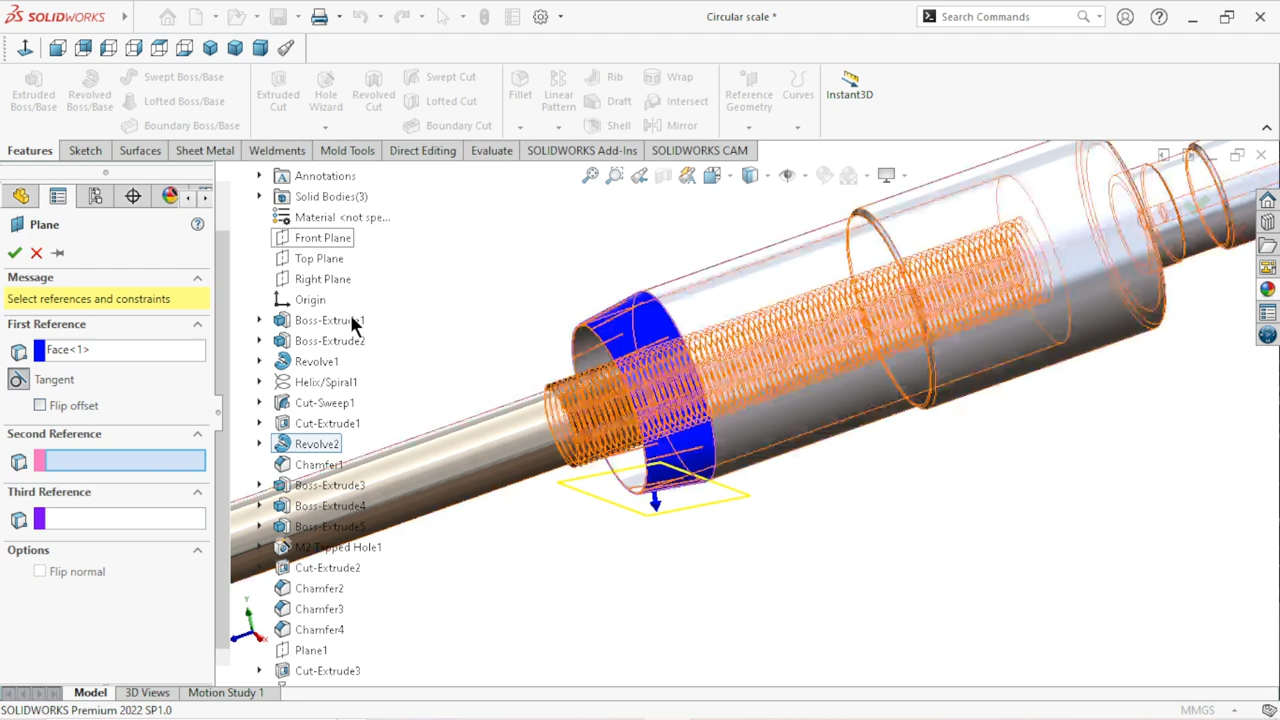 SOLIDWORKS
Circular scale *
Search Commands
Extruded Boss/Base
Revolved Boss/Base
Swept Boss/Base
Lofted Boss/Base
Boundary Boss/Base
Extruded Cut
Hole Wizard
Revolved Cut
Swept Cut
Lofted Cut
Boundary Cut
Fillet
Linear Pattern
Rib
Draft
Shell
Wrap
Intersect
Mirror
Reference Geometry
Curves
Instant3D
Features
Sketch
Surfaces
Sheet Metal
Weldments
Mold Tools
Direct Editing
Evaluate
SOLIDWORKS Add-Ins
SOLIDWORKS CAM
Plane
Message
Select references and constraints
First Reference
Face<1>
Tangent
Flip offset
Second Reference
Third Reference
Options
Flip normal
Annotations
Solid Bodies(3)
Material <not spe...
Front Plane
Top Plane
Right Plane
Origin
Boss-Extrude1
Boss-Extrude2
Revolve1
Helix/Spiral1
Cut-Sweep1
Cut-Extrude1
Revolve2
Chamfer1
Boss-Extrude3
Boss-Extrude4
Boss-Extrude5
M2 Tapped Hole1
Cut-Extrude2
Chamfer2
Chamfer3
Chamfer4
Plane1
Cut-Extrude3
Y
X
Model
3D Views
Motion Study 1
SOLIDWORKS Premium 2022 SP1.0
MMGS